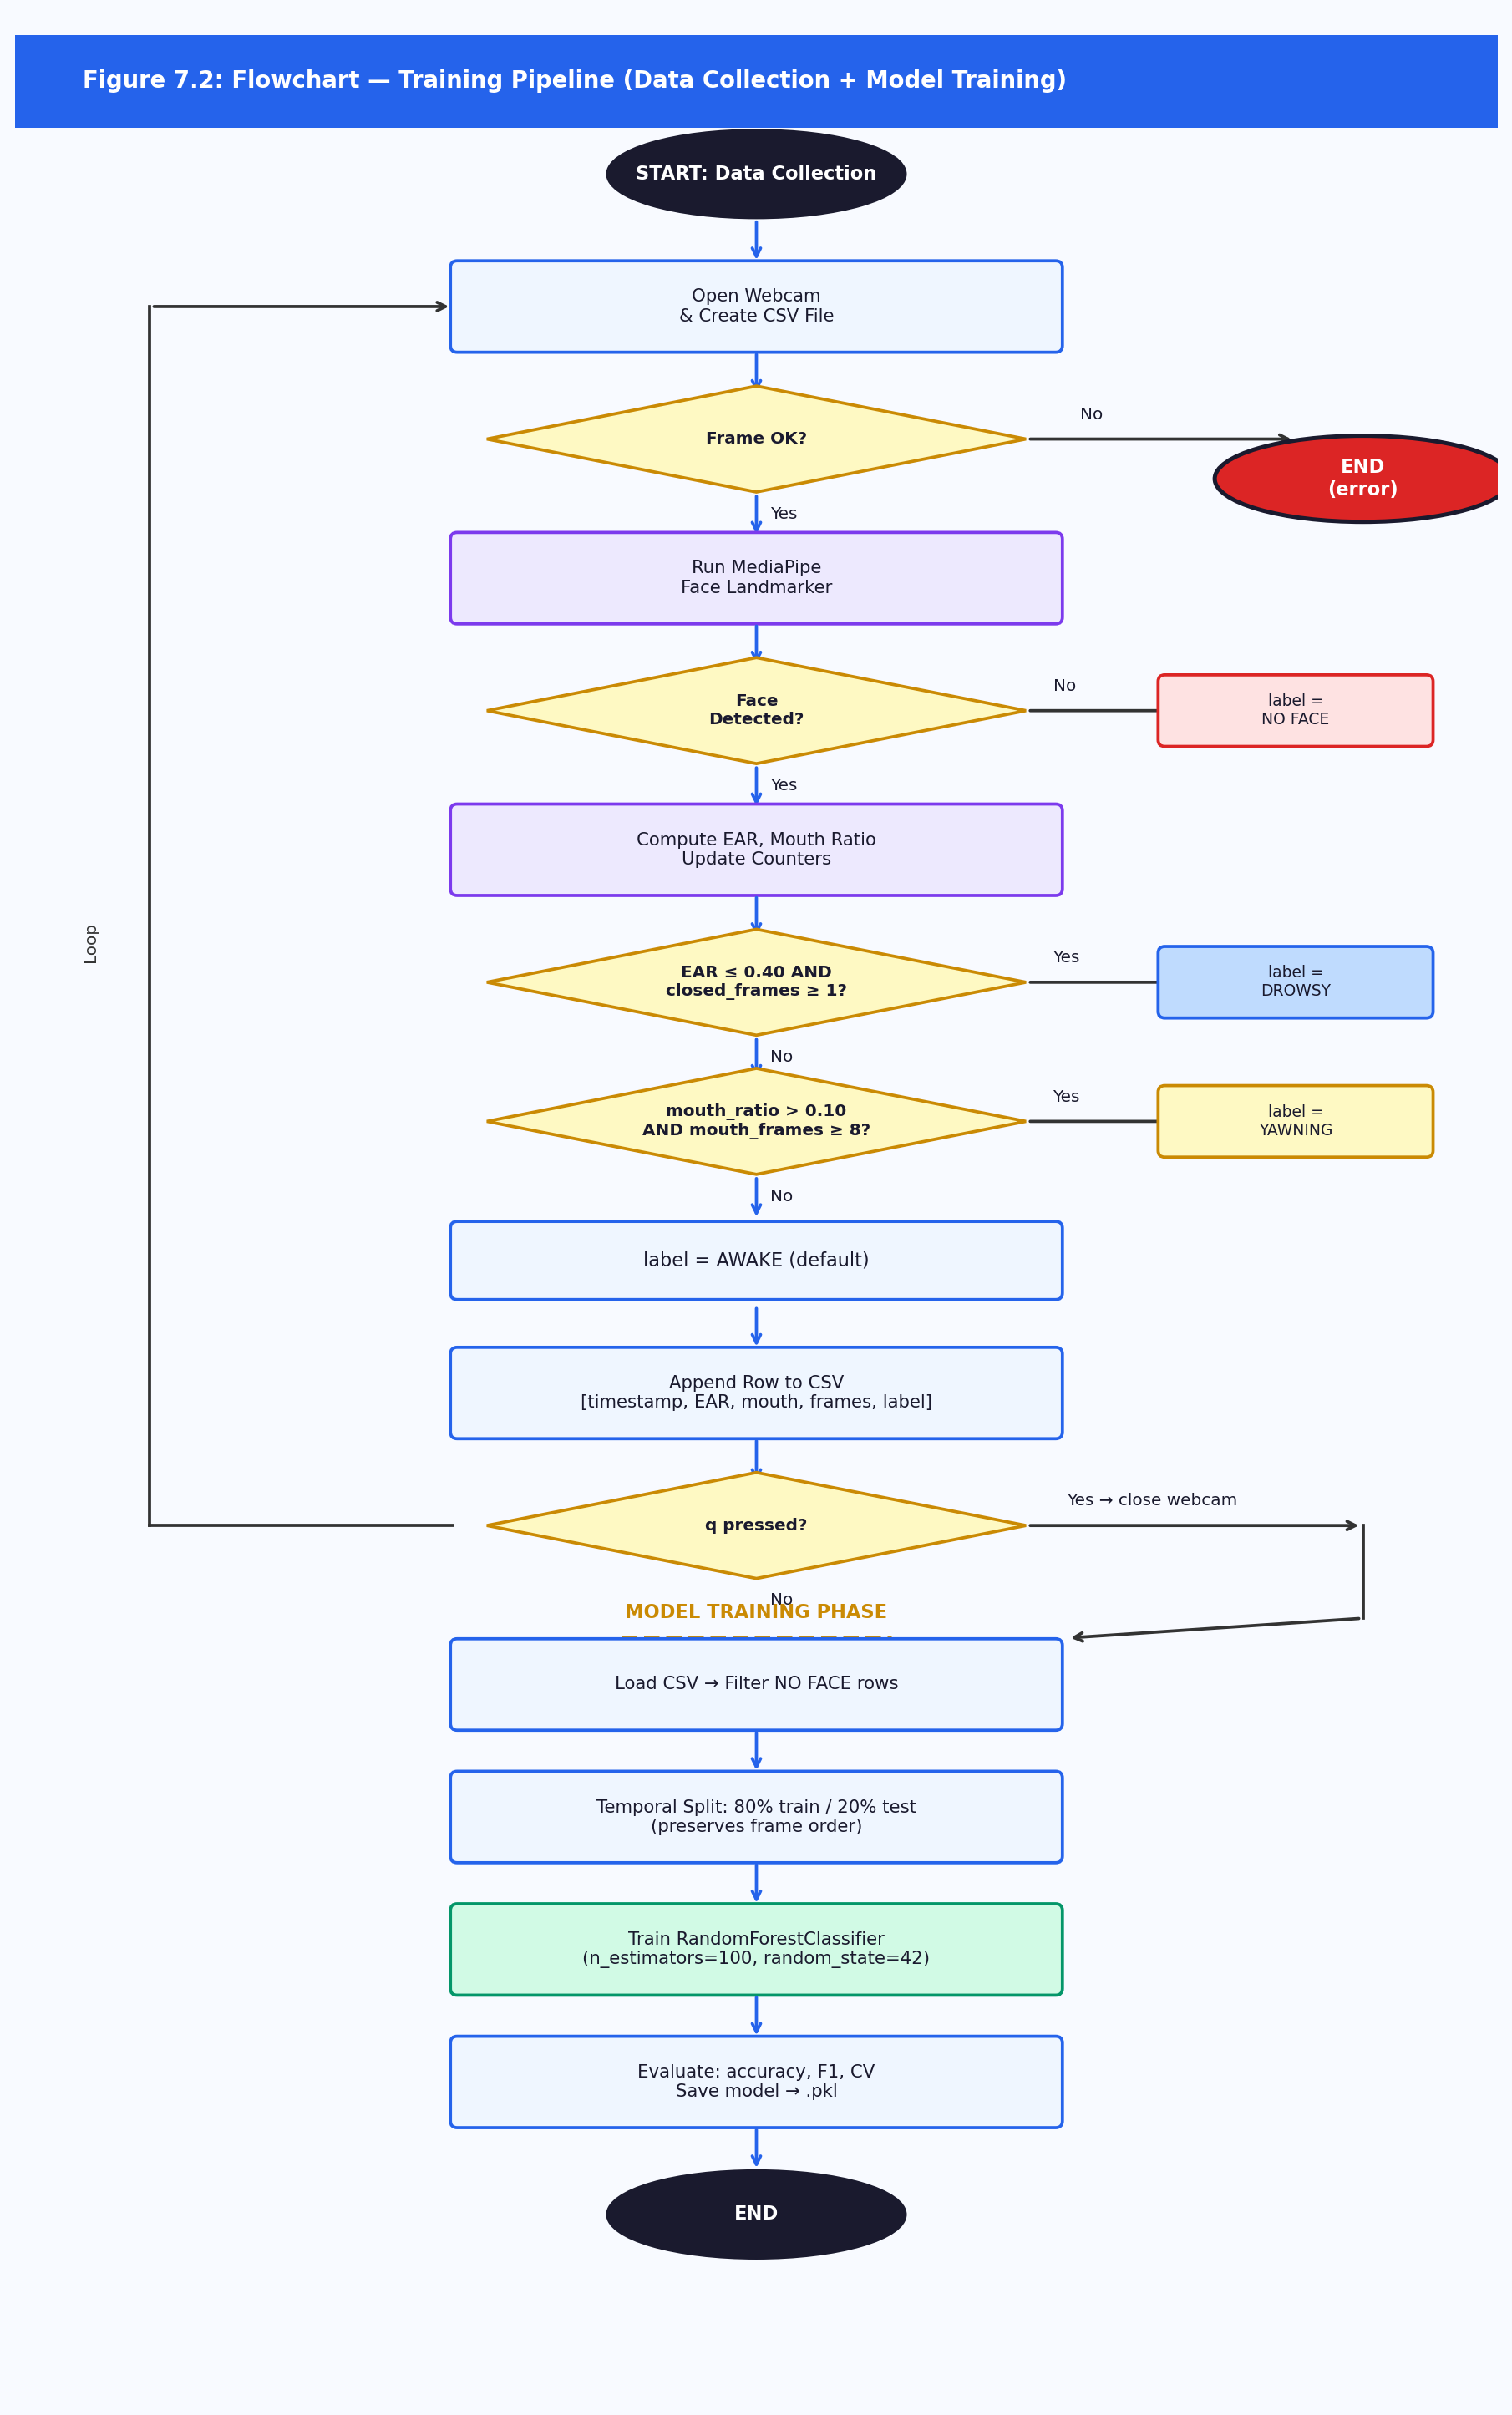 Figure 7.2: Flowchart — Training Pipeline (Data Collection + Model Training)
START: Data Collection
Open Webcam
& Create CSV File
Frame OK?
No
END
(error)
Yes
Run MediaPipe
Face Landmarker
Face
Detected?
No
label =
NO FACE
Yes
Compute EAR, Mouth Ratio
Update Counters
Loop
EAR ≤ 0.40 AND
closed_frames ≥ 1?
Yes
label =
DROWSY
No
mouth_ratio > 0.10
AND mouth_frames ≥ 8?
Yes
label =
YAWNING
No
label = AWAKE (default)
Append Row to CSV
[timestamp, EAR, mouth, frames, label]
q pressed?
Yes → close webcam
No
MODEL TRAINING PHASE
Load CSV → Filter NO FACE rows
Temporal Split: 80% train / 20% test
(preserves frame order)
Train RandomForestClassifier
(n_estimators=100, random_state=42)
Evaluate: accuracy, F1, CV
Save model → .pkl
END